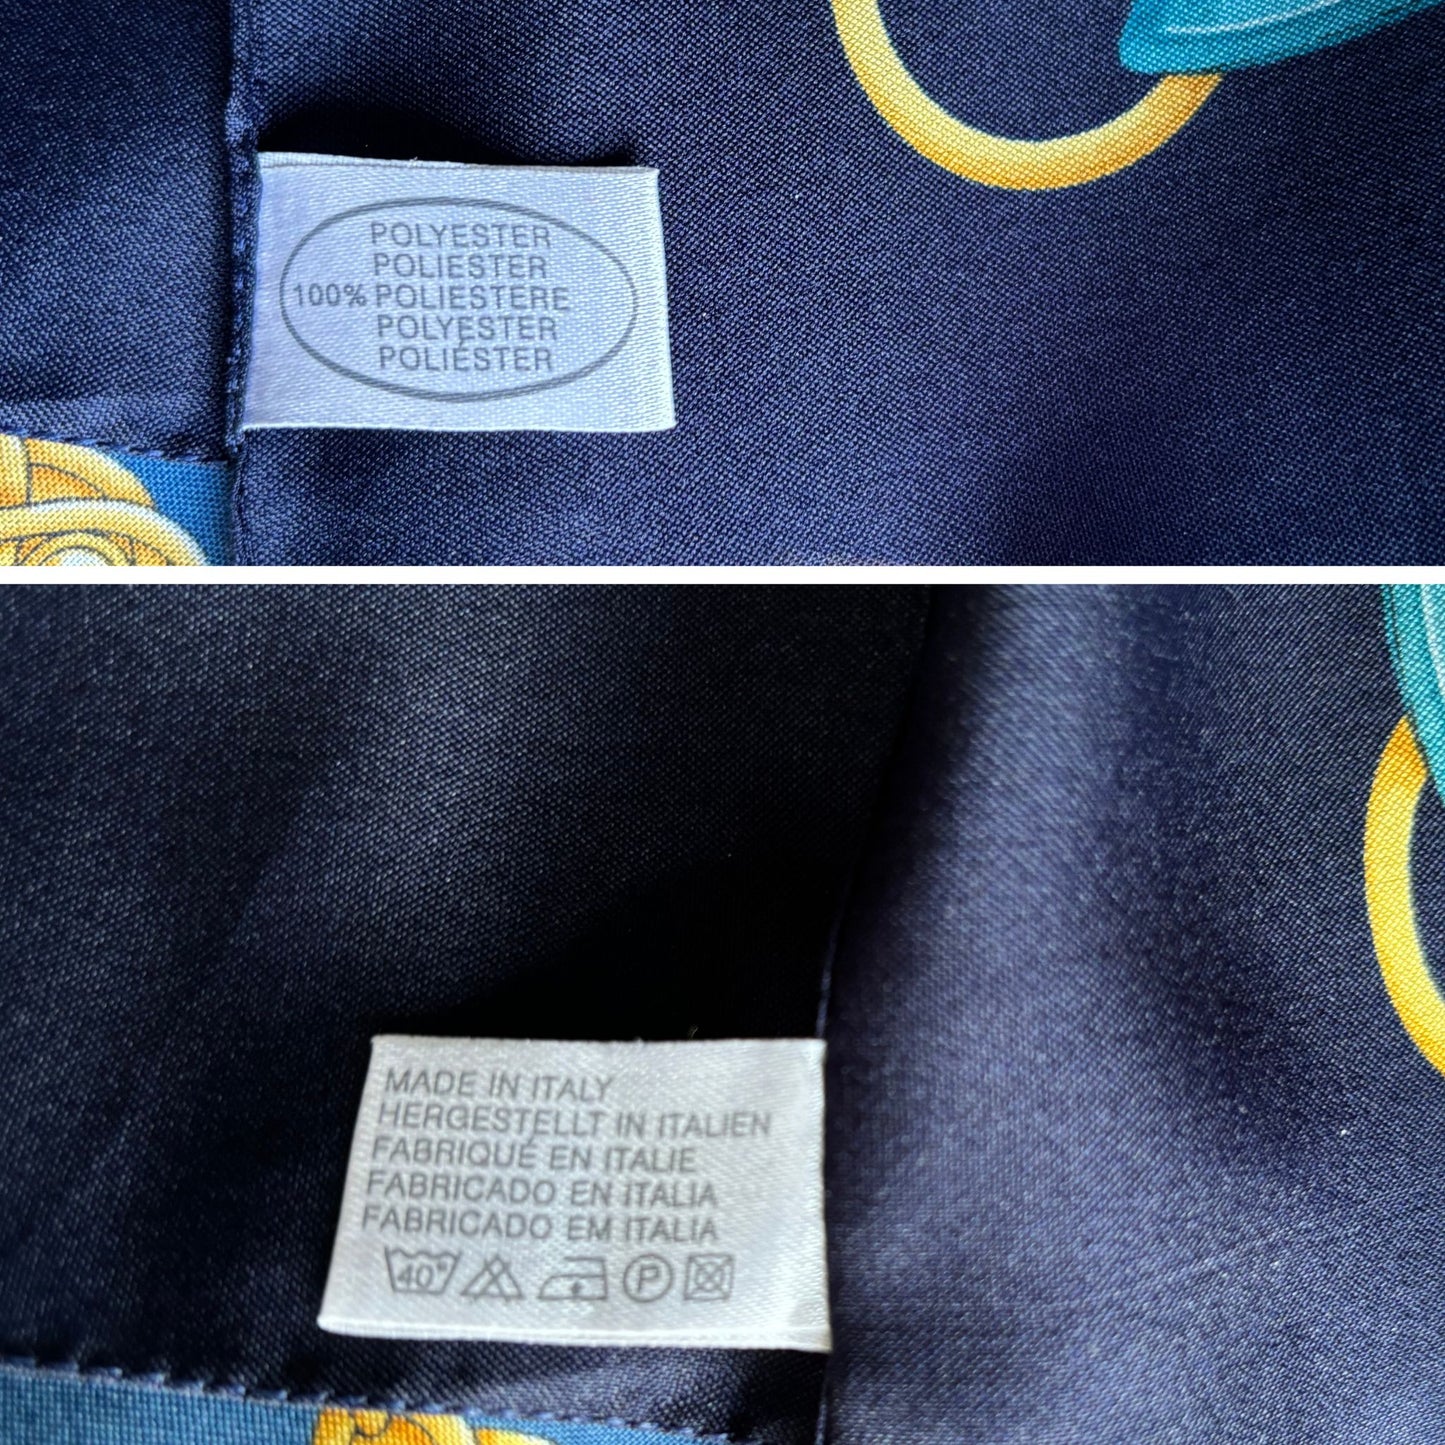 POLYESTER
POLIESTER
100% POLIESTERE
POLYESTER
POLIÉSTER
MADE IN ITALY
HERGESTELLT IN ITALIEN
FABRIQUÉ EN ITALIE
FABRICADO EN ITALIA
FABRICADO EM ITALIA
40° P